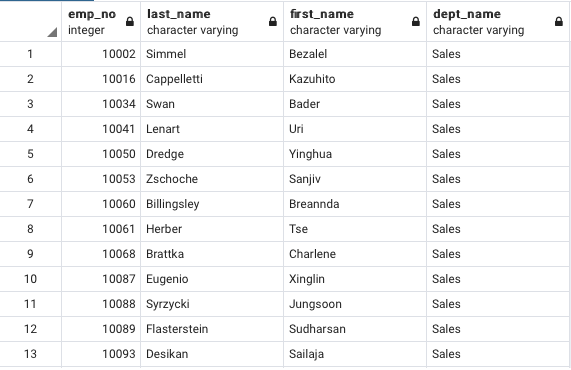 emp_no last_name first_name dept_name
integer character varying character varying character varying
1 10002 Simmel Bezalel Sales
2 10016 Cappelletti Kazuhito Sales
3 10034 Swan Bader Sales
4 10041 Lenart Uri Sales
5 10050 Dredge Yinghua Sales
6 10053 Zschoche Sanjiv Sales
7 10060 Billingsley Breannda Sales
8 10061 Herber Tse Sales
9 10068 Brattka Charlene Sales
10 10087 Eugenio Xinglin Sales
11 10088 Syrzycki Jungsoon Sales
12 10089 Flasterstein Sudharsan Sales
13 10093 Desikan Sailaja Sales